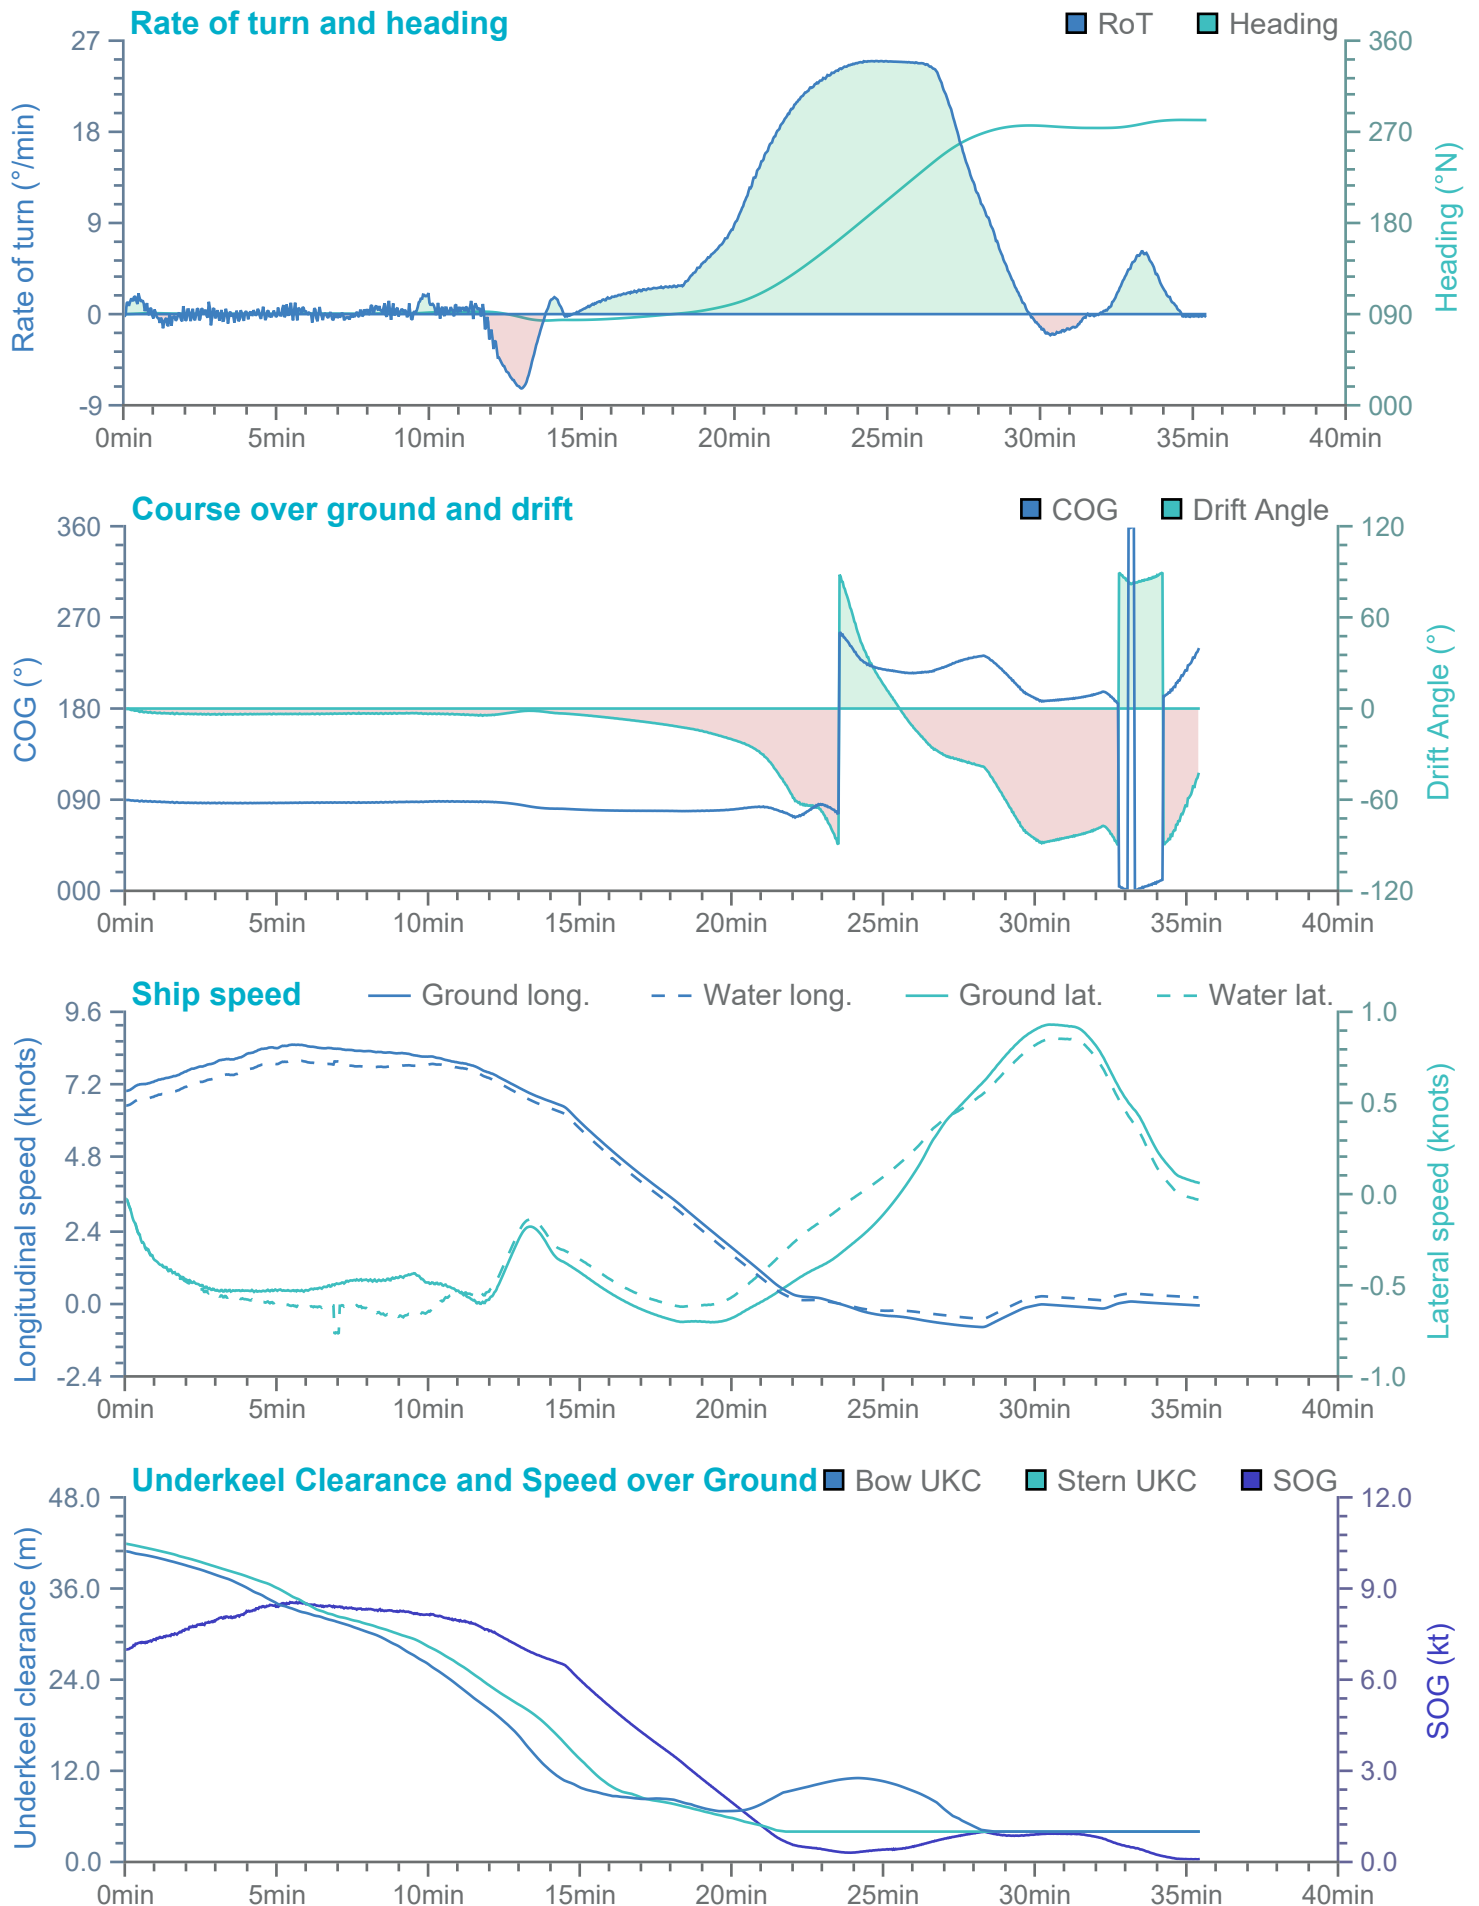 Rate of turn and heading
RoT Heading
27
18
9
0
-9
Rate of turn (°/min)
360
270
180
090
000
Heading (°N)
0min 5min 10min 15min 20min 25min 30min 35min 40min
Course over ground and drift
COG Drift Angle
360
270
180
090
000
COG (°)
120
60
0
-60
-120
Drift Angle (°)
0min 5min 10min 15min 20min 25min 30min 35min 40min
Ship speed
Ground long. Water long. Ground lat. Water lat.
9.6
7.2
4.8
2.4
0.0
-2.4
Longitudinal speed (knots)
1.0
0.5
0.0
-0.5
-1.0
Lateral speed (knots)
0min 5min 10min 15min 20min 25min 30min 35min 40min
Underkeel Clearance and Speed over Ground
Bow UKC Stern UKC SOG
48.0
36.0
24.0
12.0
0.0
Underkeel clearance (m)
12.0
9.0
6.0
3.0
0.0
SOG (kt)
0min 5min 10min 15min 20min 25min 30min 35min 40min